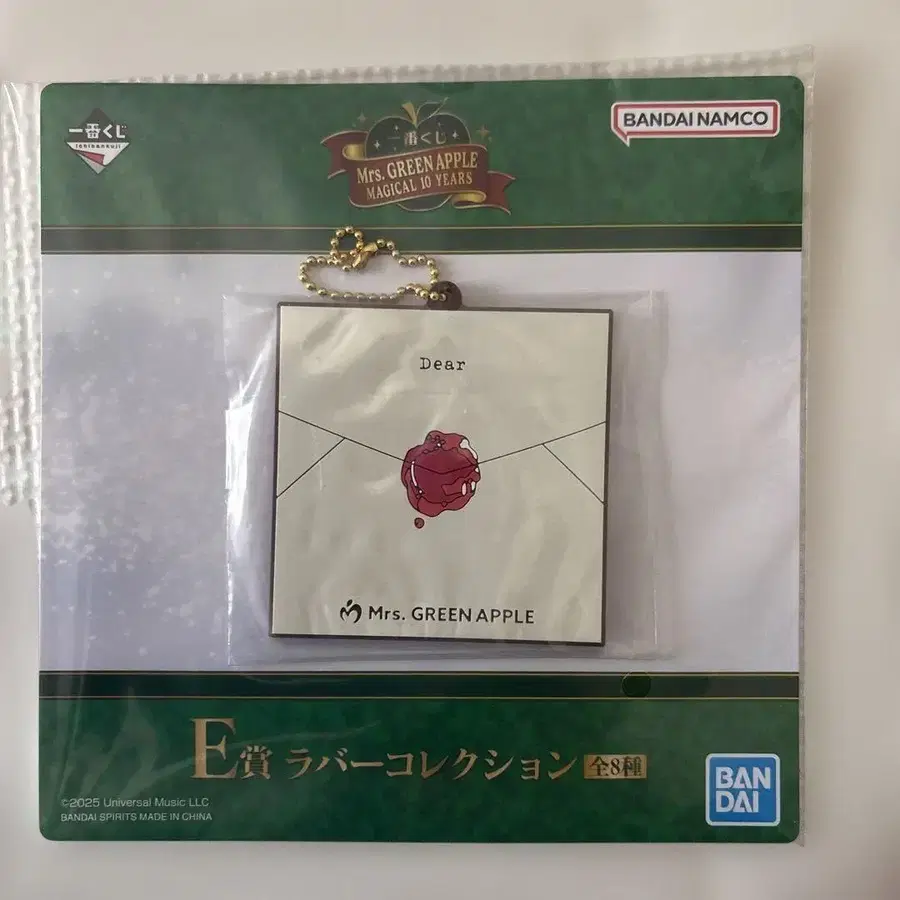 一番くじ
ichibankuji
一番くじ
Mrs. GREEN APPLE
MAGICAL 10 YEARS
BANDAI NAMCO
Dear
Mrs. GREEN APPLE
E賞 ラバーコレクション 全8種
©2025 Universal Music LLC
BANDAI SPIRITS MADE IN CHINA
BAN
DAI